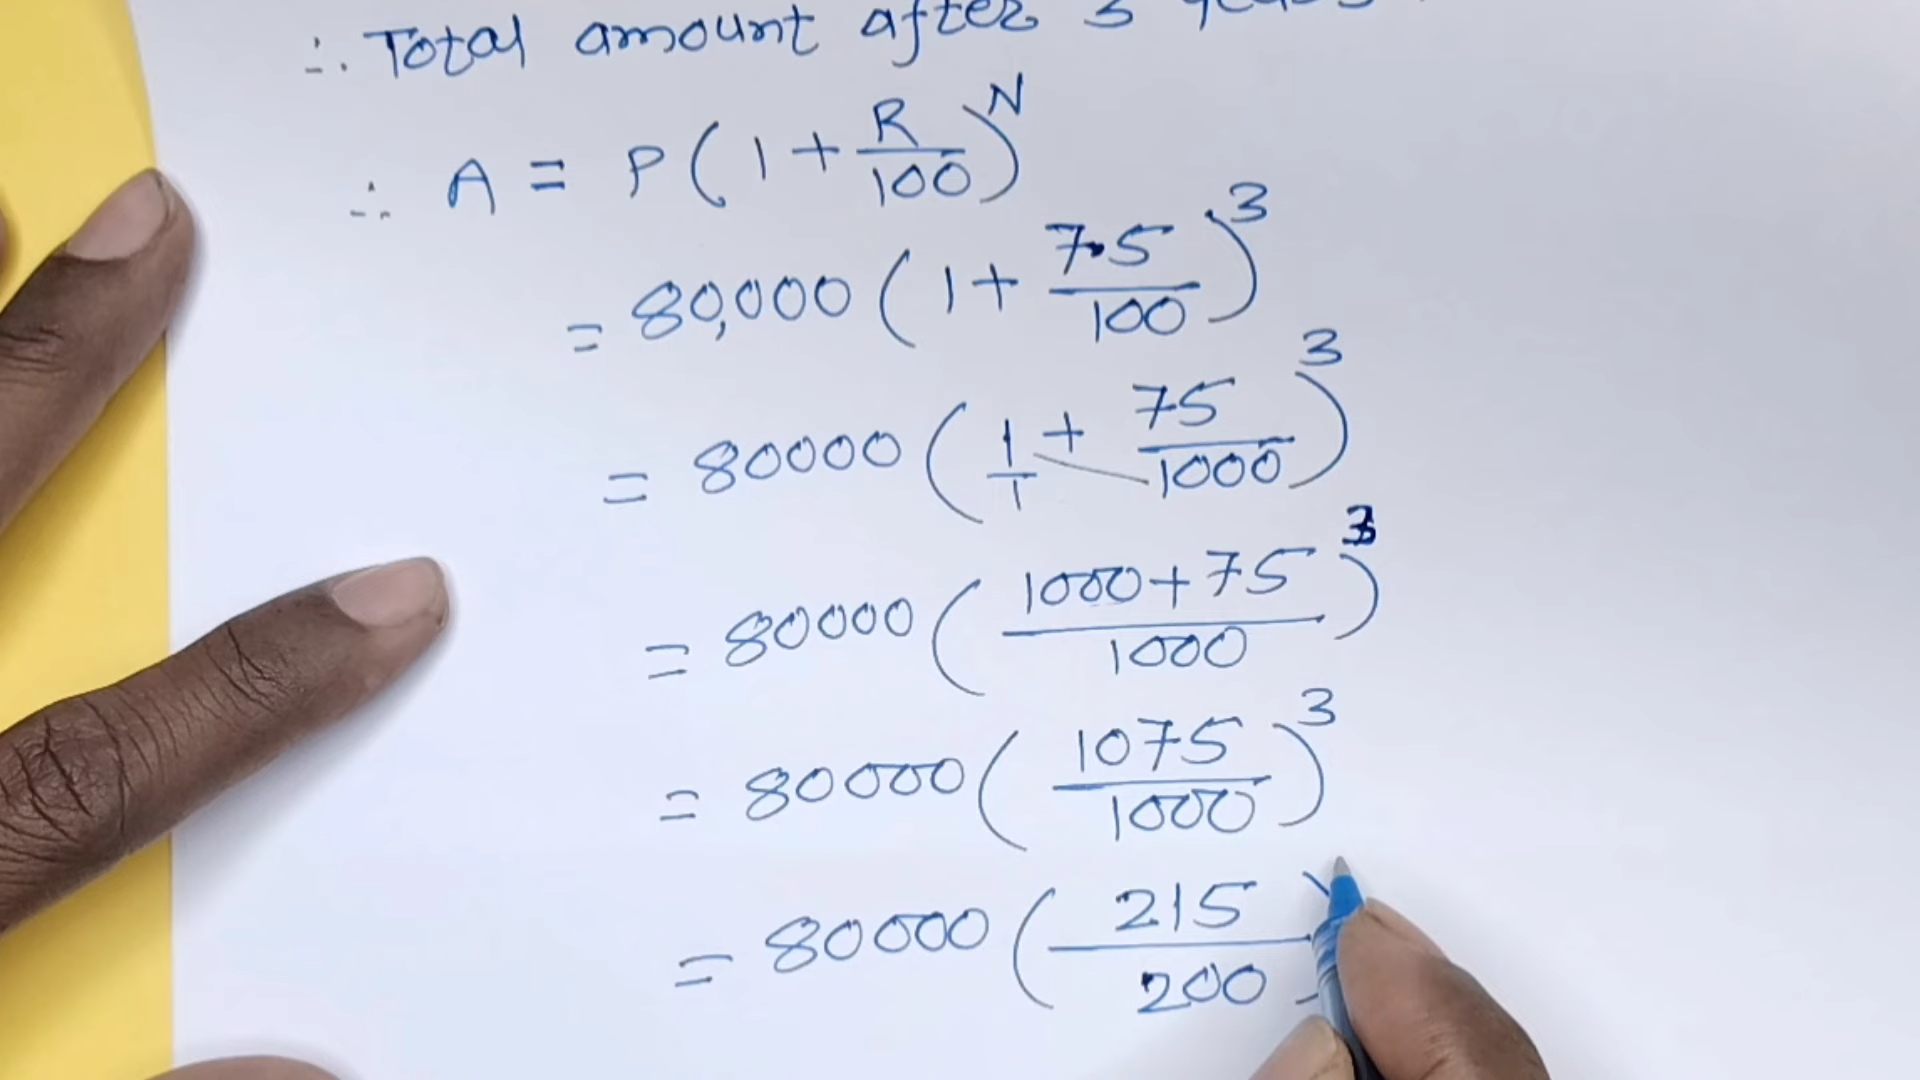 ∴ Total amount after 3 years
∴ A = P(1 + R/100)^N
= 80,000 (1 + 7.5/100)^3
= 80000 (1/1 + 75/1000)^3
= 80000 (1000+75/1000)^3
= 80000 (1075/1000)^3
= 80000 (215/200)